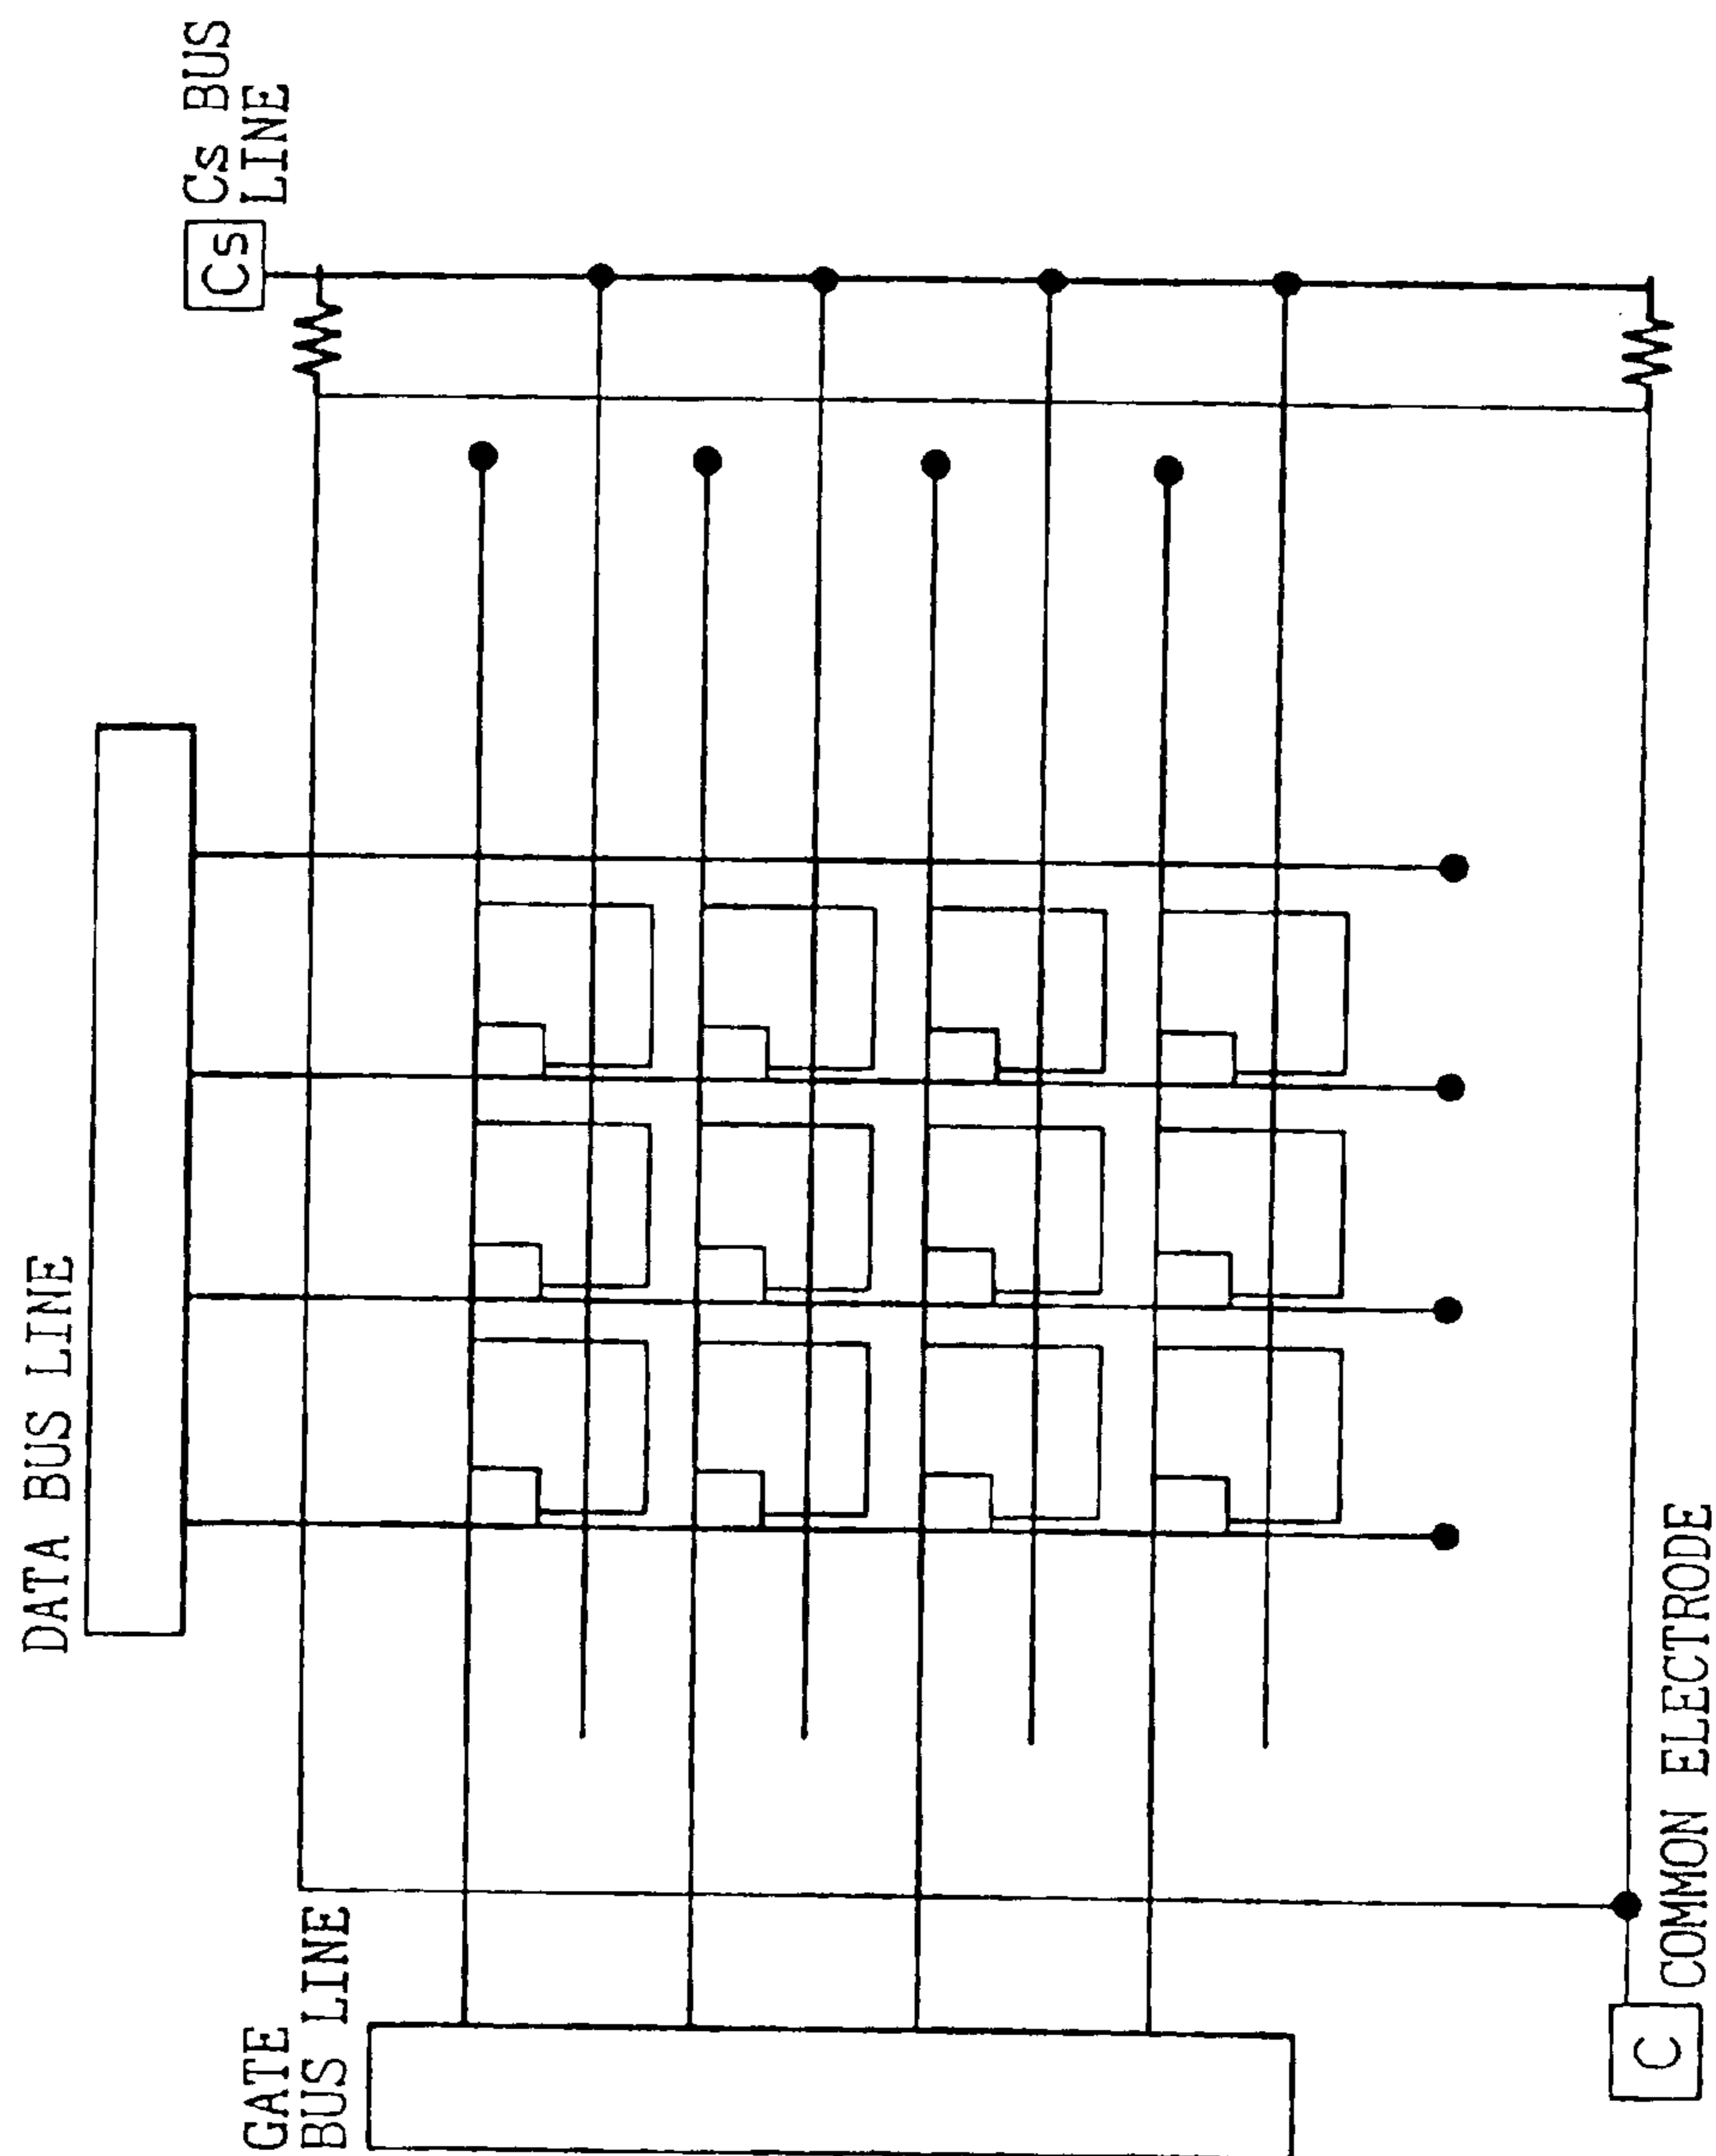 Cs
Cs BUS
LINE
DATA BUS LINE
GATE
BUS LINE
C
COMMON ELECTRODE